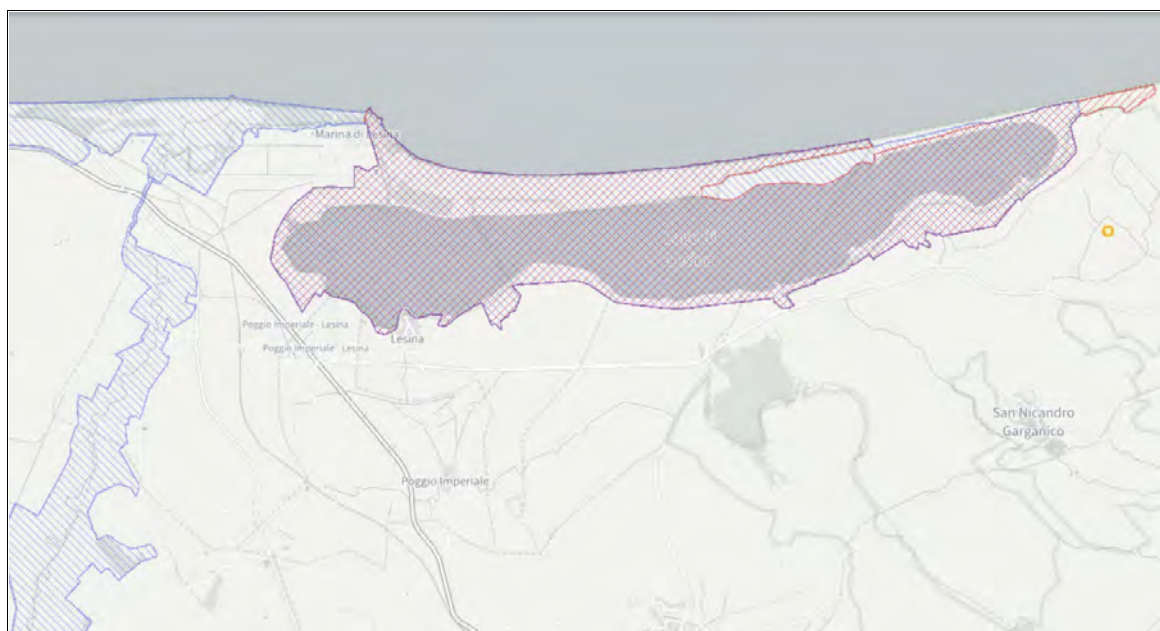 Marina di Lesina
Poggio Imperiale - Lesina
Poggio Imperiale - Lesina
Lesina
San Nicandro
Garganico
Poggio Imperiale